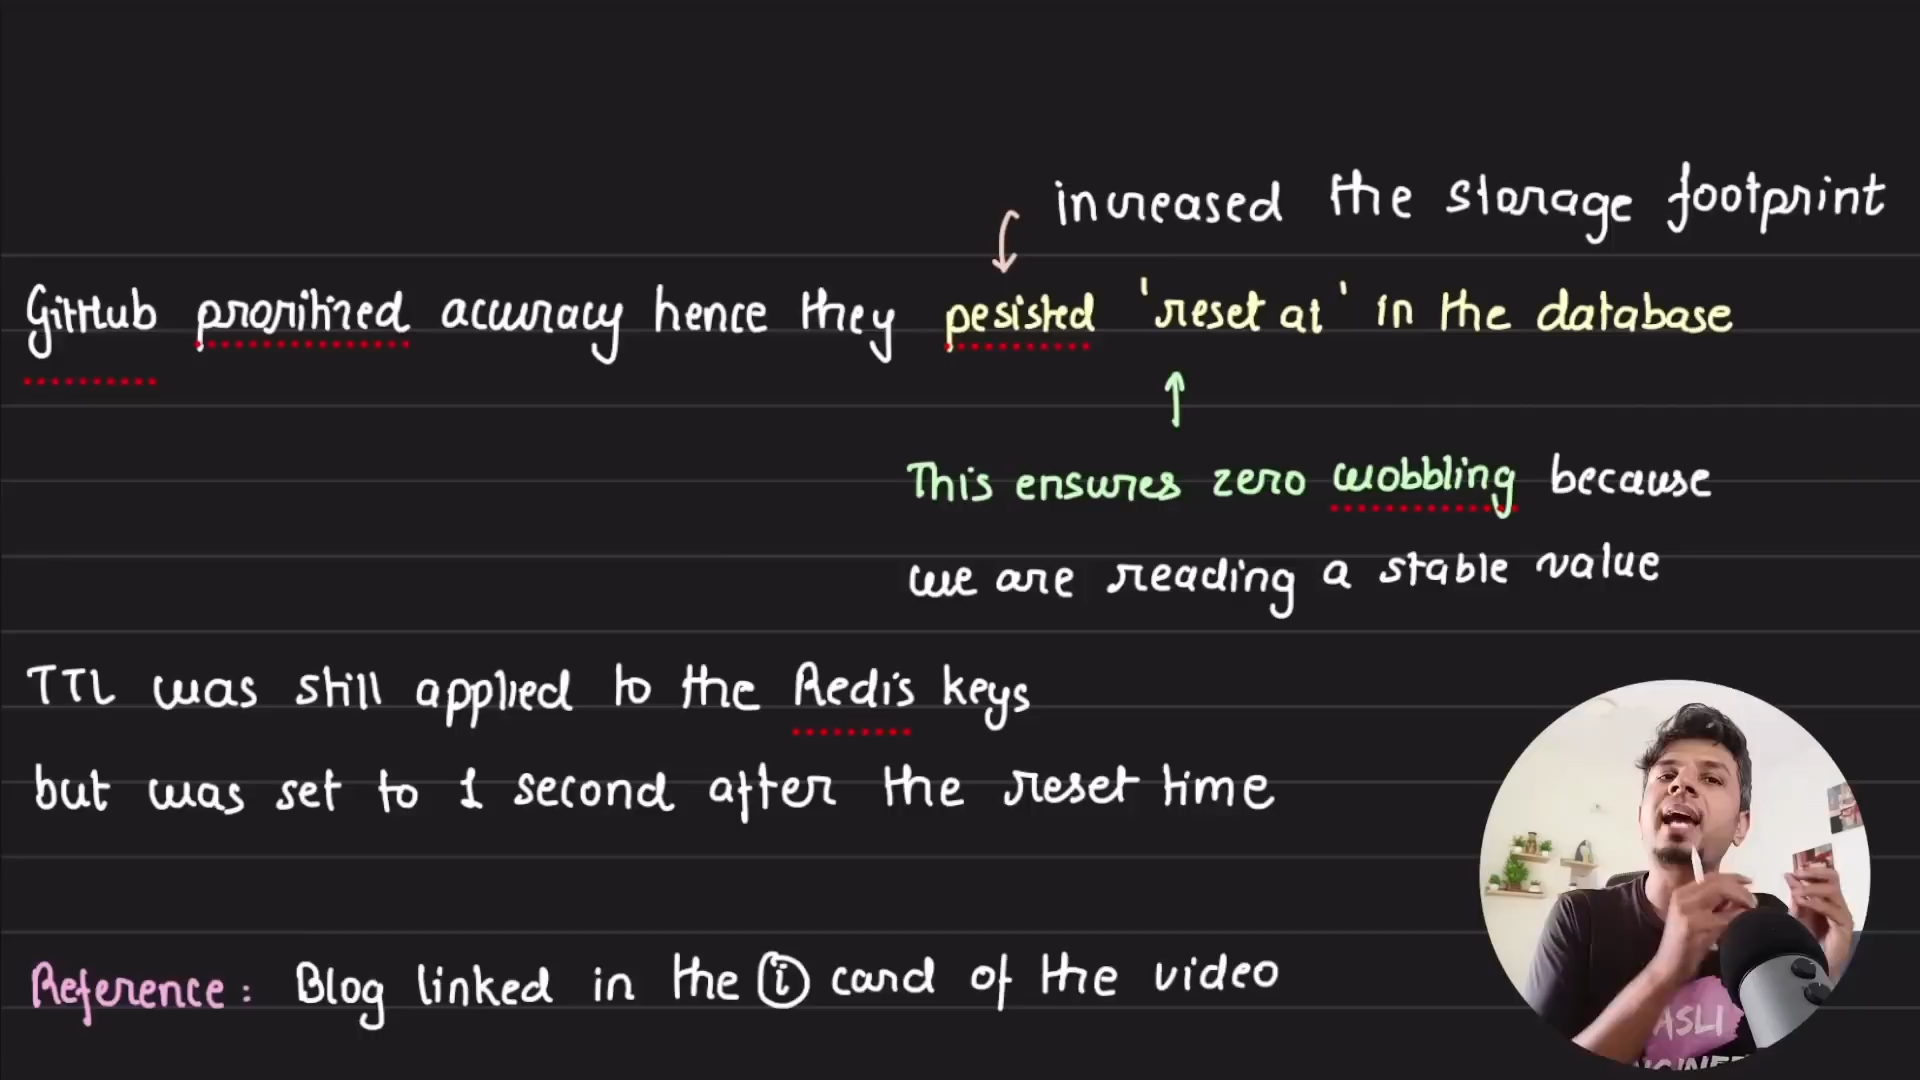 increased the storage footprint
GitHub prioritized accuracy hence they pesisted 'reset at' in the database
This ensures zero wobbling because
we are reading a stable value
TTL was still applied to the Redis keys
but was set to 1 second after the reset time
Reference: Blog linked in the i card of the video
ASLI
ENGINEER